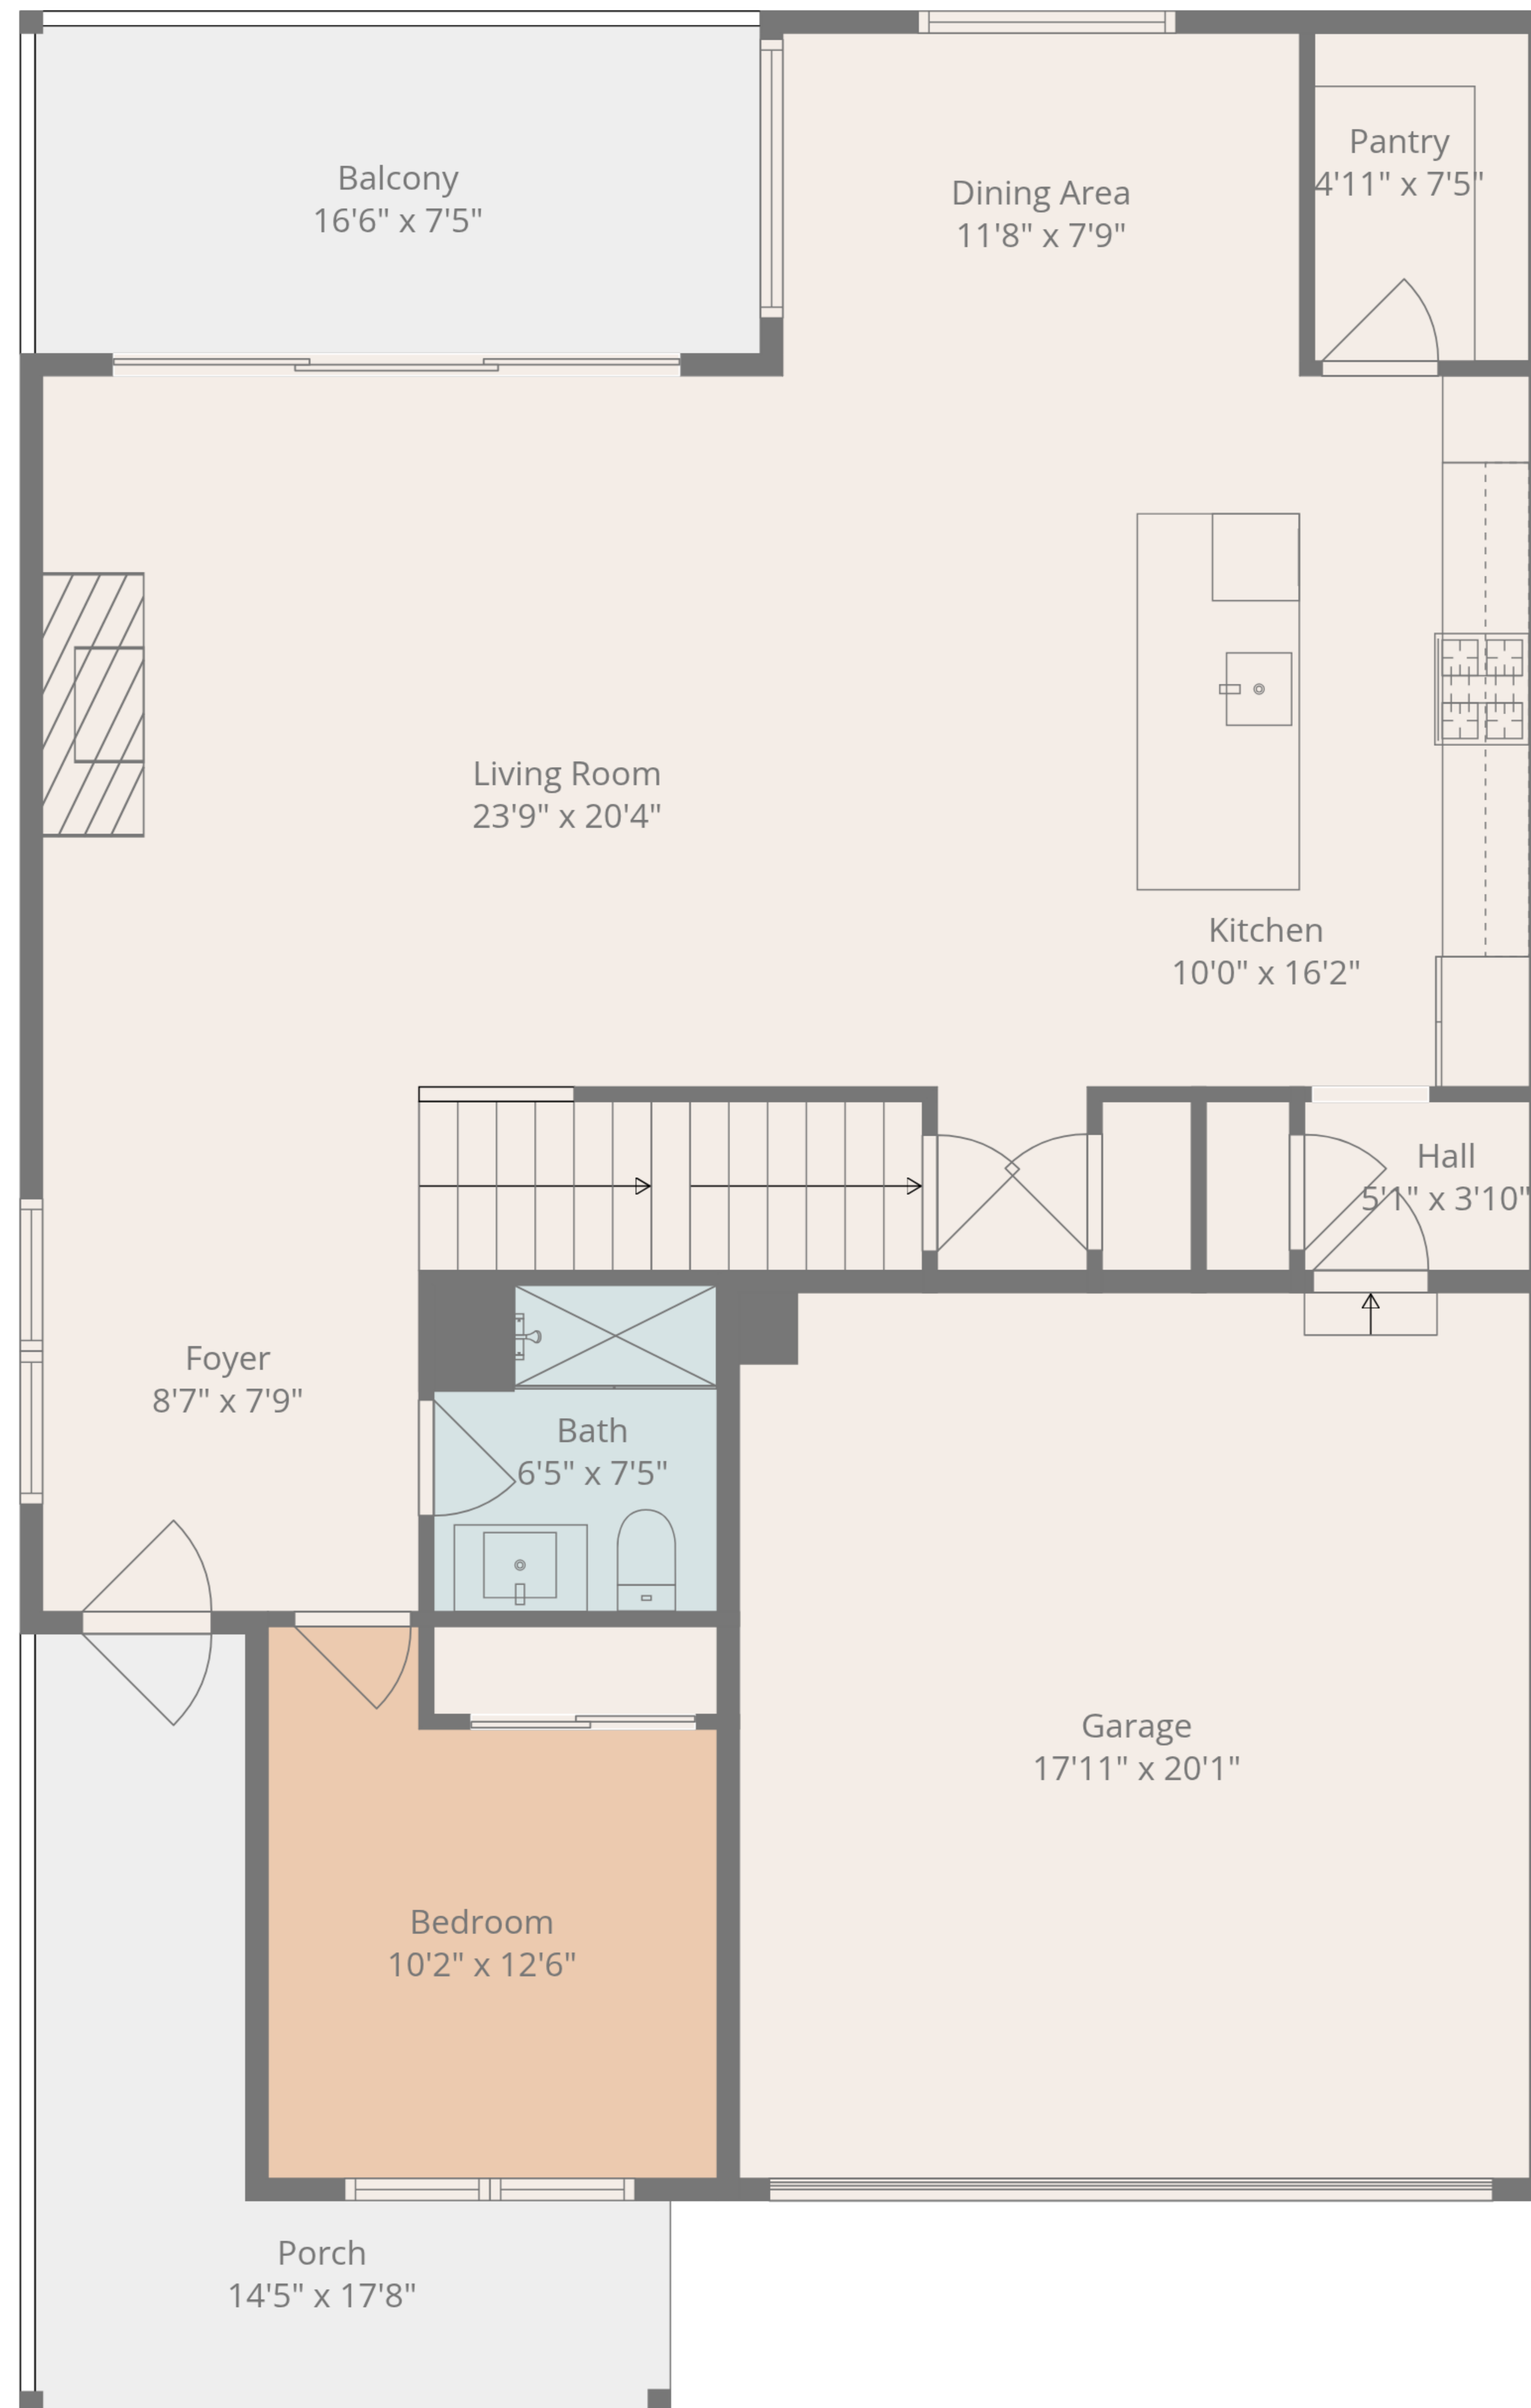 Balcony
16'6" x 7'5"
Dining Area
11'8" x 7'9"
Pantry
4'11" x 7'5"
Living Room
23'9" x 20'4"
Kitchen
10'0" x 16'2"
Hall
5'1" x 3'10"
Foyer
8'7" x 7'9"
Bath
6'5" x 7'5"
Garage
17'11" x 20'1"
Bedroom
10'2" x 12'6"
Porch
14'5" x 17'8"